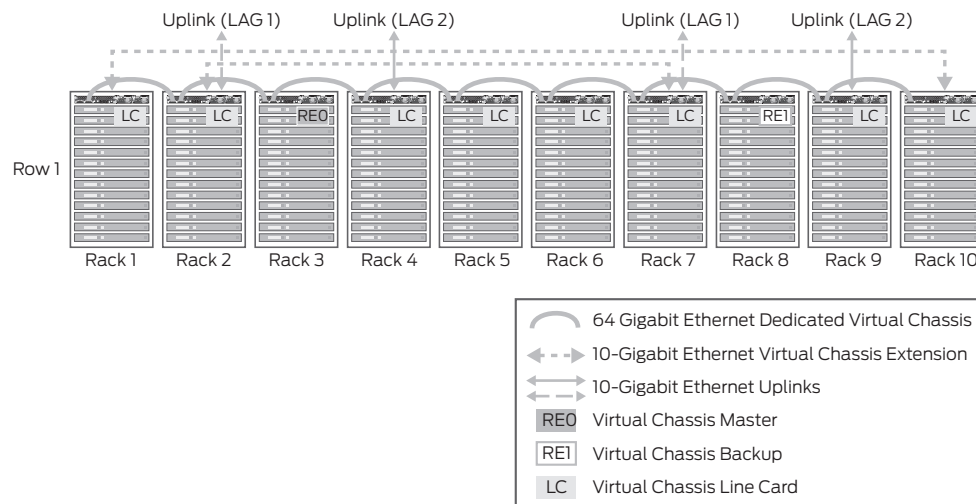 Uplink (LAG 1) Uplink (LAG 2) Uplink (LAG 1) Uplink (LAG 2)
LC LC RE0 LC LC LC LC RE1 LC LC
Row 1
Rack 1 Rack 2 Rack 3 Rack 4 Rack 5 Rack 6 Rack 7 Rack 8 Rack 9 Rack 10
64 Gigabit Ethernet Dedicated Virtual Chassis
10-Gigabit Ethernet Virtual Chassis Extension
10-Gigabit Ethernet Uplinks
RE0 Virtual Chassis Master
RE1 Virtual Chassis Backup
LC Virtual Chassis Line Card